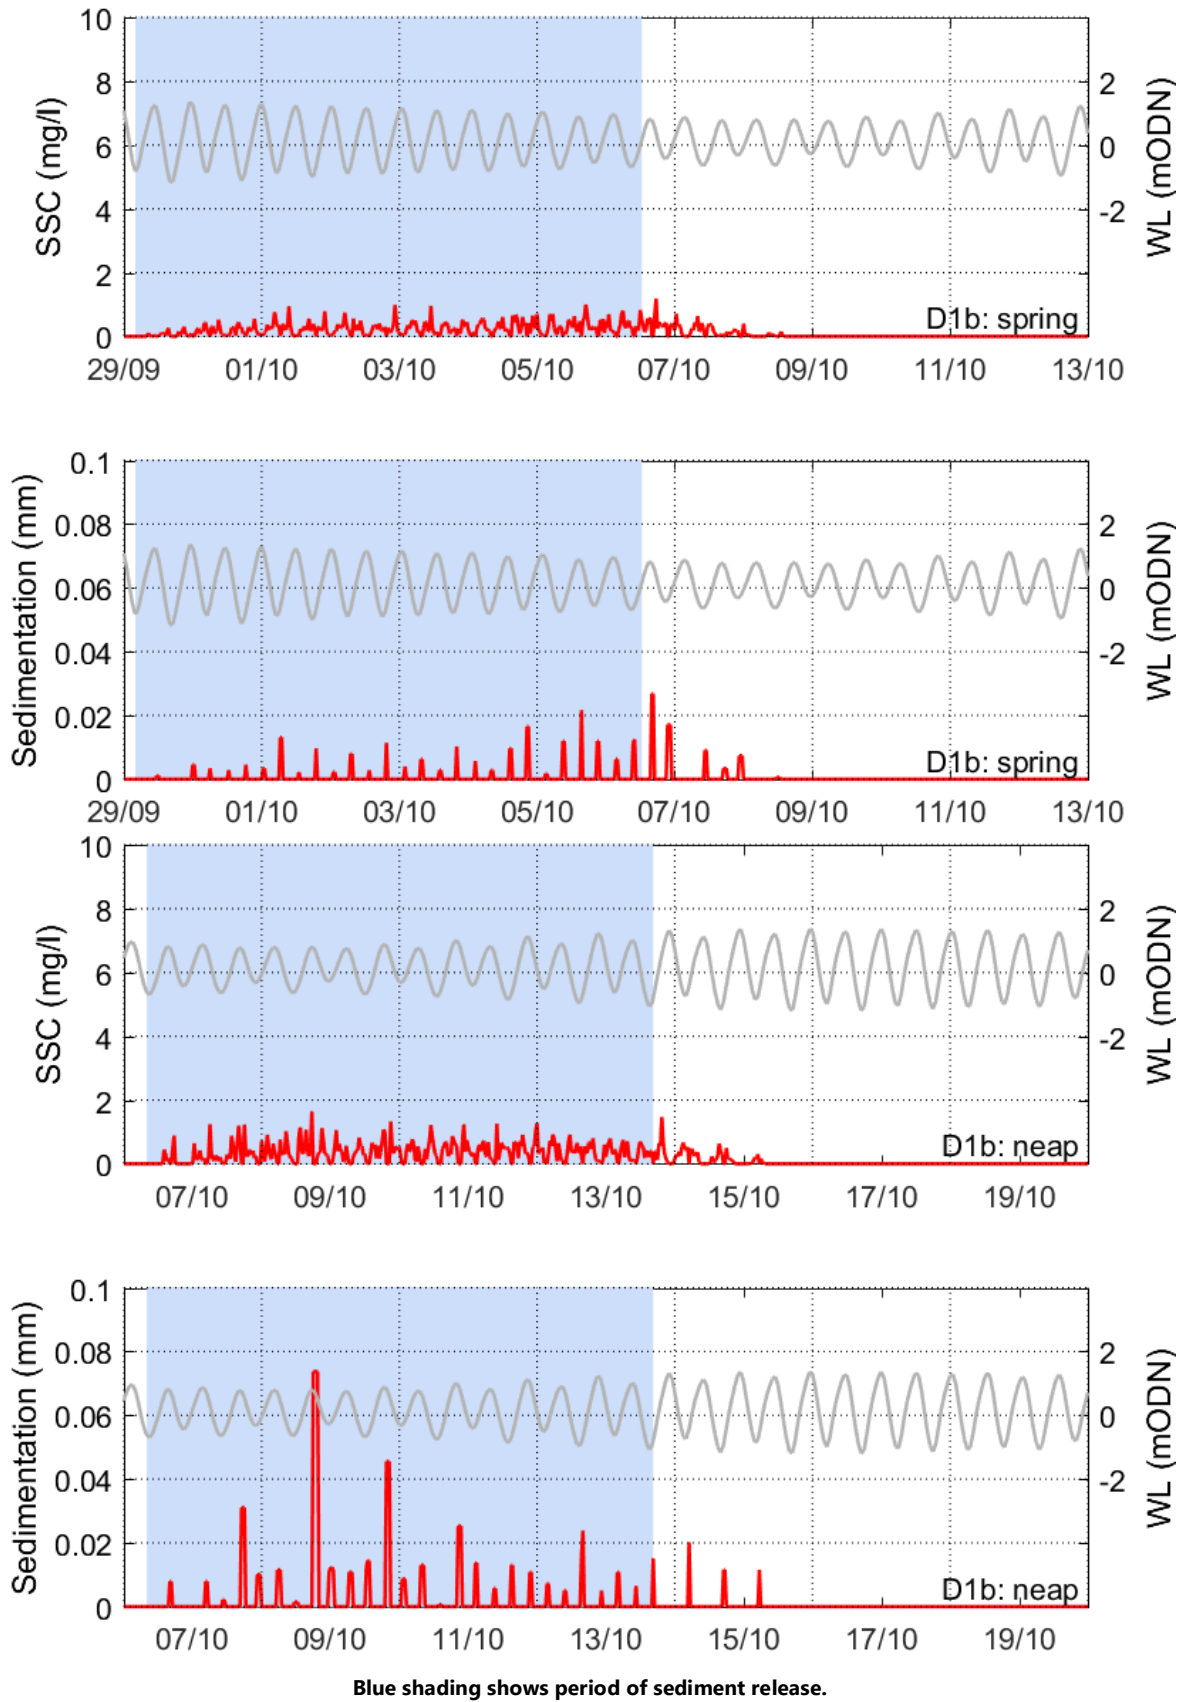 10
8
6
4
2
0
SSC (mg/l)
2
0
-2
WL (mODN)
D1b: spring
29/09 01/10 03/10 05/10 07/10 09/10 11/10 13/10
0.1
0.08
0.06
0.04
0.02
0
Sedimentation (mm)
2
0
-2
WL (mODN)
D1b: spring
29/09 01/10 03/10 05/10 07/10 09/10 11/10 13/10
10
8
6
4
2
0
SSC (mg/l)
2
0
-2
WL (mODN)
D1b: neap
07/10 09/10 11/10 13/10 15/10 17/10 19/10
0.1
0.08
0.06
0.04
0.02
0
Sedimentation (mm)
2
0
-2
WL (mODN)
D1b: neap
07/10 09/10 11/10 13/10 15/10 17/10 19/10
Blue shading shows period of sediment release.